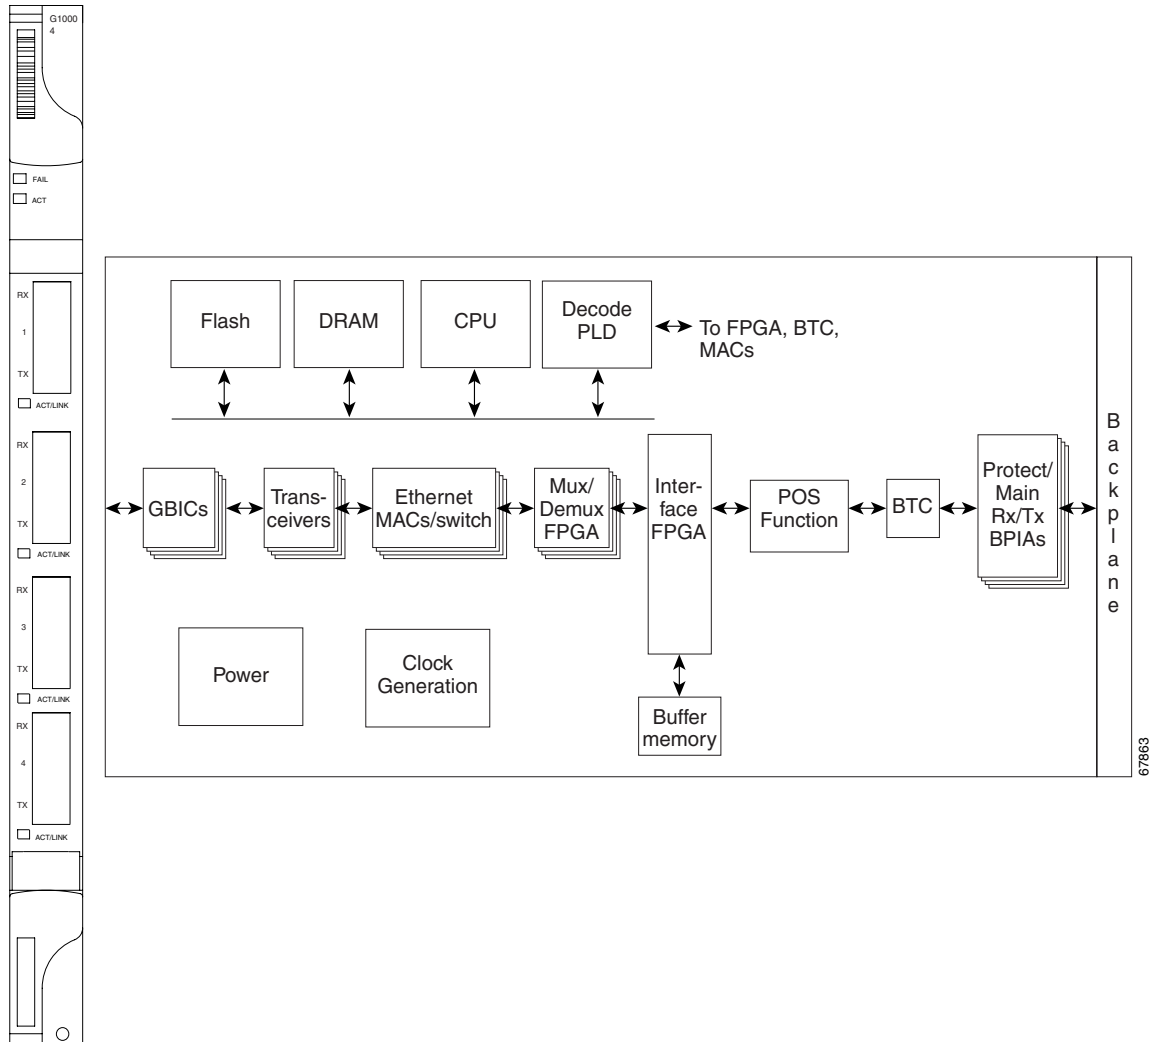 G1000
4
FAIL
ACT
RX
1
TX
ACT/LINK
RX
2
TX
ACT/LINK
RX
3
TX
ACT/LINK
RX
4
TX
ACT/LINK
Flash
DRAM
CPU
Decode
PLD
To FPGA, BTC,
MACs
GBICs
Trans-
ceivers
Ethernet
MACs/switch
Mux/
Demux
FPGA
Inter-
face
FPGA
POS
Function
BTC
Protect/
Main
Rx/Tx
BPIAs
Backplane
Power
Clock
Generation
Buffer
memory
67863